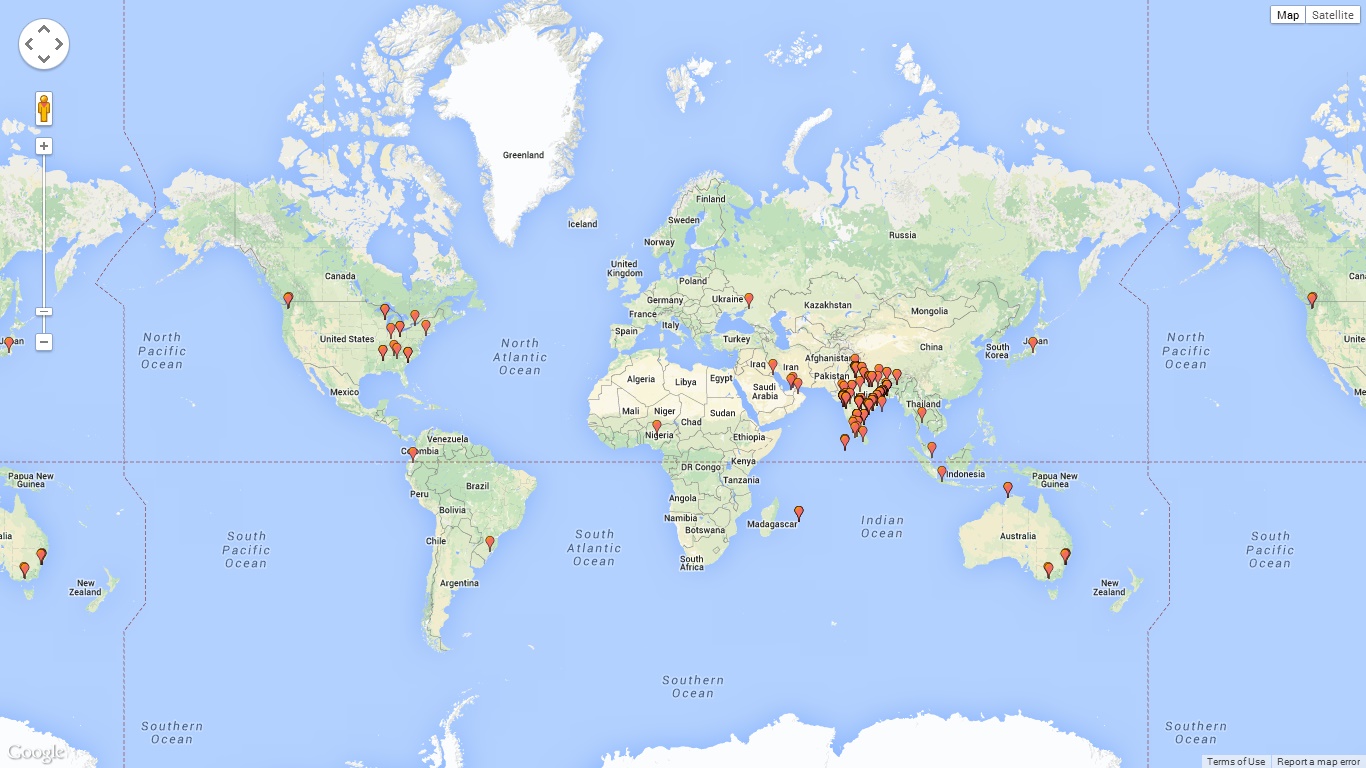 Map Satellite
Greenland
Finland
Iceland
Sweden
Russia
Norway
United
Kingdom
Canada
Cana
Poland
Germany
Ukraine
Kazakhstan
Mongolia
France
Italy
Spain
Turkey
United States
China
South
Korea
Japan
North
Pacific
Ocean
North
Atlantic
Ocean
North
Pacific
Ocean
Afghanistan
Iraq
Iran
Pakistan
Algeria
Libya
Egypt
Saudi
Arabia
Mexico
Mali
Niger
Chad
Sudan
Thailand
Nigeria
Ethiopia
Venezuela
Colombia
Kenya
DR Congo
Tanzania
Indonesia
Papua New
Guinea
Papua New
Guinea
Peru
Brazil
Bolivia
Angola
Namibia
Botswana
Madagascar
Indian
Ocean
Chile
South
Pacific
Ocean
South
Atlantic
Ocean
Australia
South
Pacific
Ocean
South
Africa
Argentina
New
Zealand
New
Zealand
Southern
Ocean
Southern
Ocean
Southern
Ocean
Google
Terms of Use Report a map error